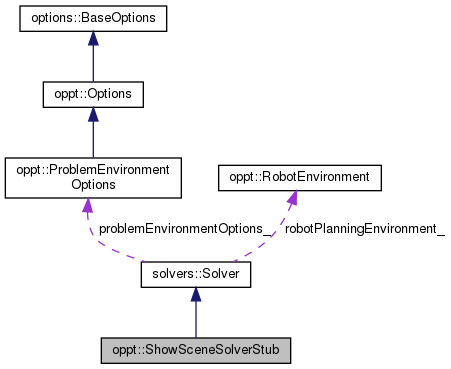 options::BaseOptions
oppt::Options
oppt::ProblemEnvironment
Options
oppt::RobotEnvironment
problemEnvironmentOptions_
robotPlanningEnvironment_
solvers::Solver
oppt::ShowSceneSolverStub